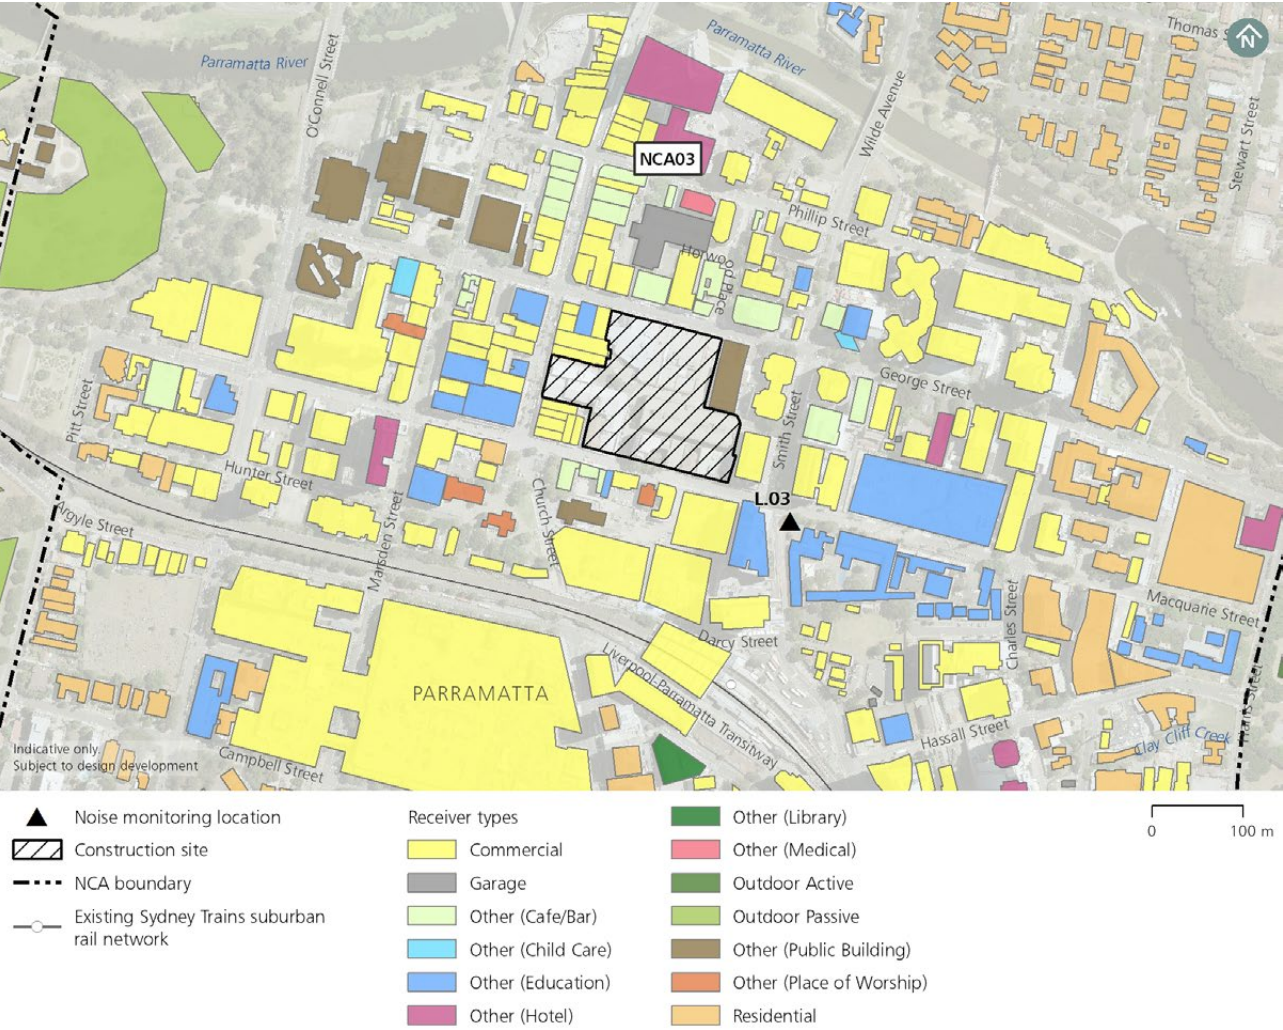 Parramatta River
Parramatta River
O'Connell Street
Thomas S
N
Wilde Avenue
Stewart Street
NCA03
Phillip Street
Horwood Place
George Street
Pitt Street
Smith Street
Hunter Street
Church Street
L.03
Argyle Street
Marsden Street
Charles Street
Macquarie Street
Darcy Street
Liverpool-Parramatta Transitway
PARRAMATTA
Hassall Street
Clay Cliff Creek
Harris Street
Campbell Street
Indicative only.
Subject to design development
Noise monitoring location
Construction site
NCA boundary
Existing Sydney Trains suburban
rail network
Receiver types
Commercial
Garage
Other (Cafe/Bar)
Other (Child Care)
Other (Education)
Other (Hotel)
Other (Library)
Other (Medical)
Outdoor Active
Outdoor Passive
Other (Public Building)
Other (Place of Worship)
Residential
0 100 m